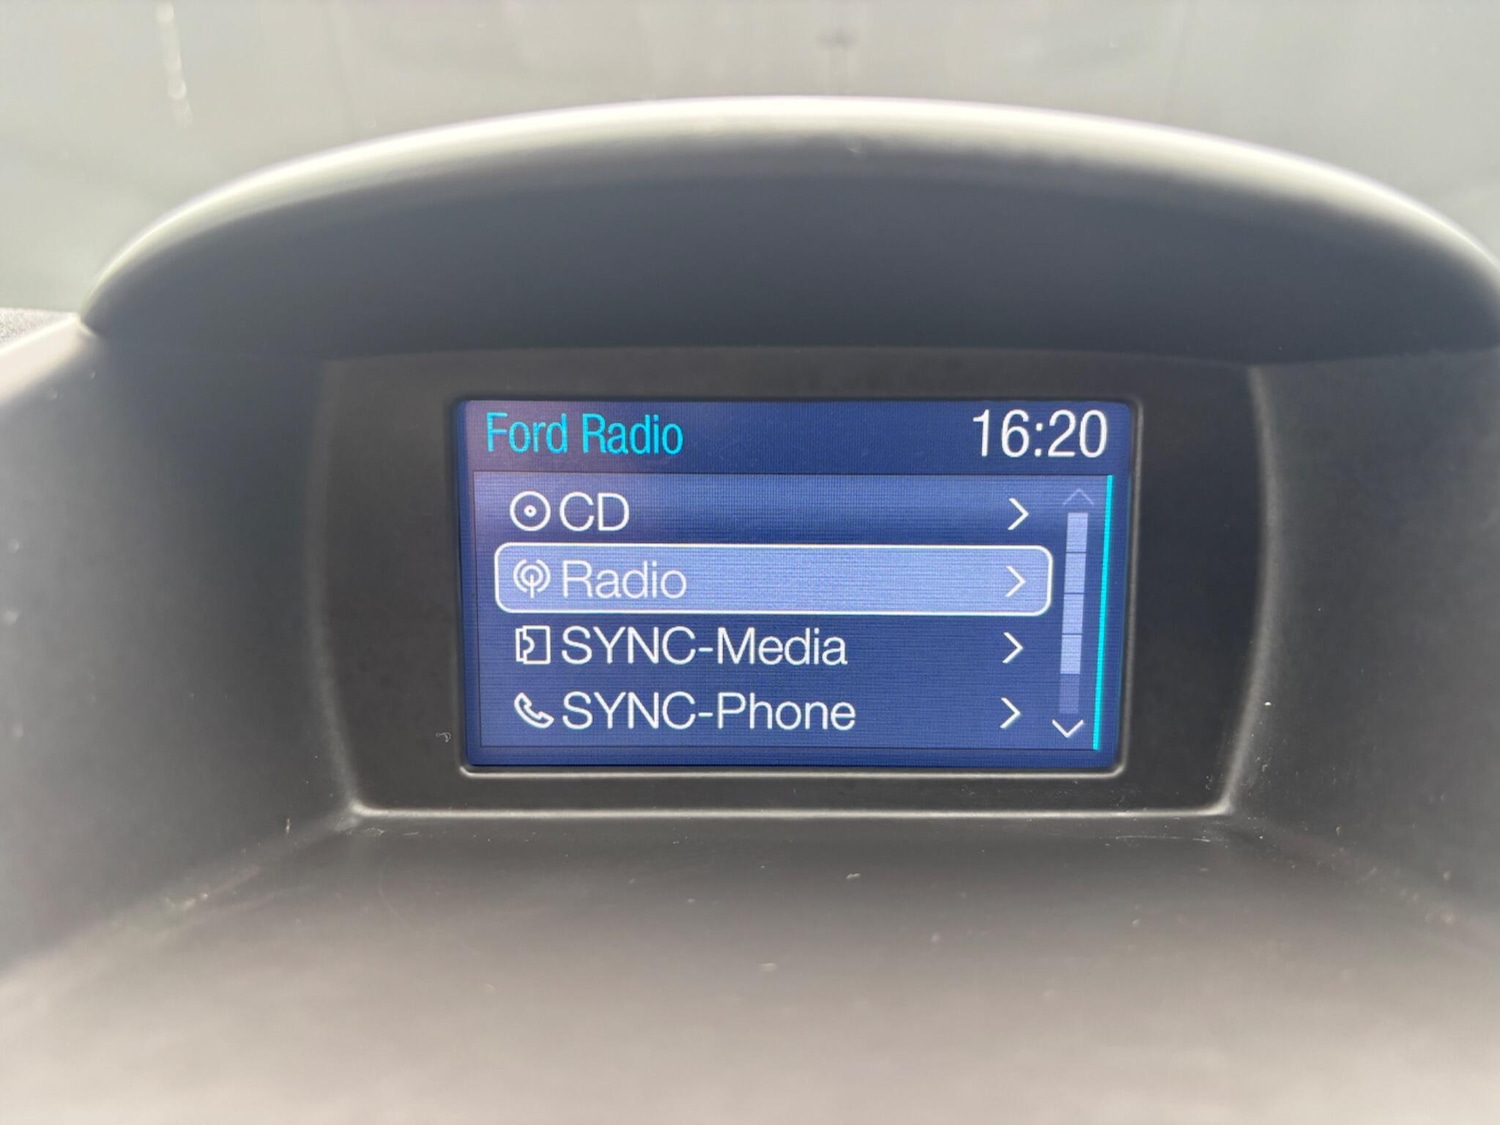 Ford Radio 16:20
CD
Radio
SYNC-Media
SYNC-Phone